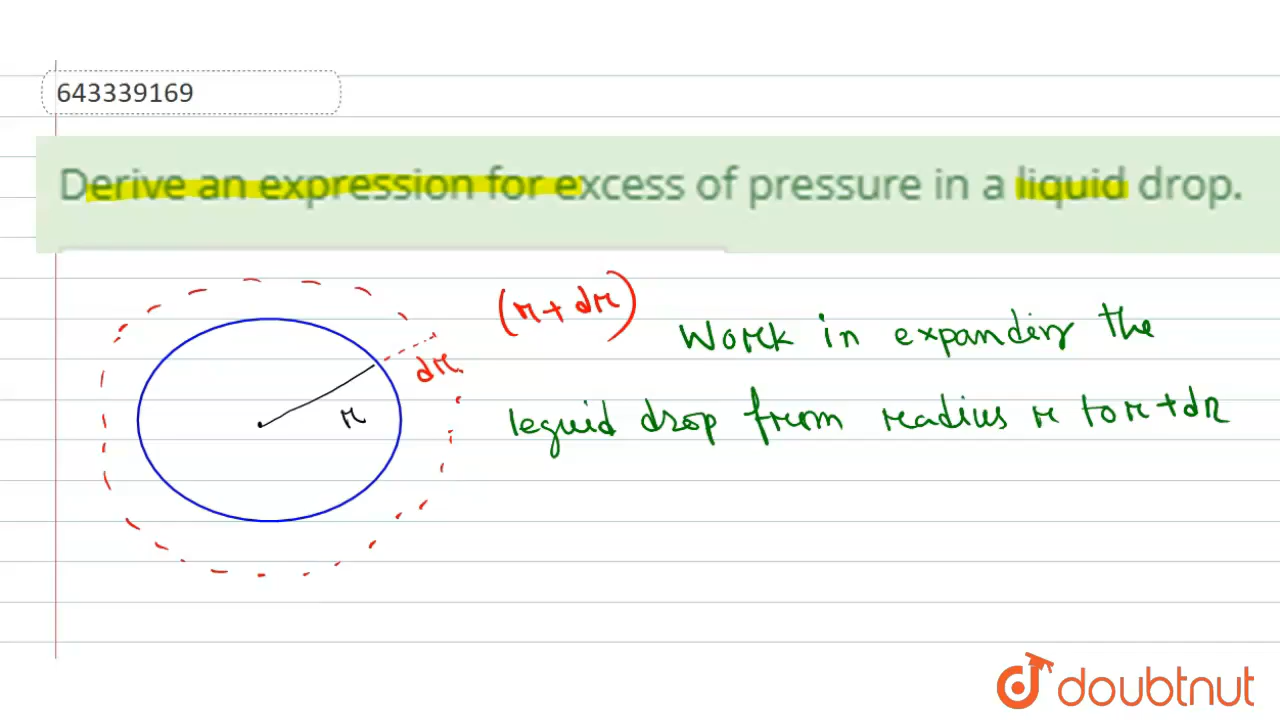 643339169
Derive an expression for excess of pressure in a liquid drop.
(r + dr)
dr
r
Work in expanding the
liquid drop from radius r to r + dr
doubtnut